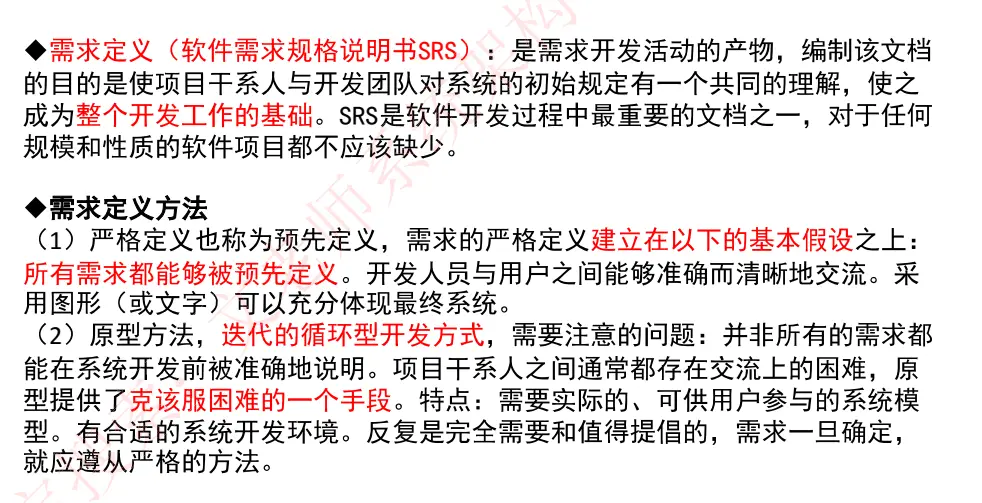 ◆需求定义（软件需求规格说明书SRS）：是需求开发活动的产物，编制该文档
的目的是使项目干系人与开发团队对系统的初始规定有一个共同的理解，使之
成为整个开发工作的基础。SRS是软件开发过程中最重要的文档之一，对于任何
规模和性质的软件项目都不应该缺少。
◆需求定义方法
（1）严格定义也称为预先定义，需求的严格定义建立在以下的基本假设之上：
所有需求都能够被预先定义。开发人员与用户之间能够准确而清晰地交流。采
用图形（或文字）可以充分体现最终系统。
（2）原型方法，迭代的循环型开发方式，需要注意的问题：并非所有的需求都
能在系统开发前被准确地说明。项目干系人之间通常都存在交流上的困难，原
型提供了克该服困难的一个手段。特点：需要实际的、可供用户参与的系统模
型。有合适的系统开发环境。反复是完全需要和值得提倡的，需求一旦确定，
就应遵从严格的方法。